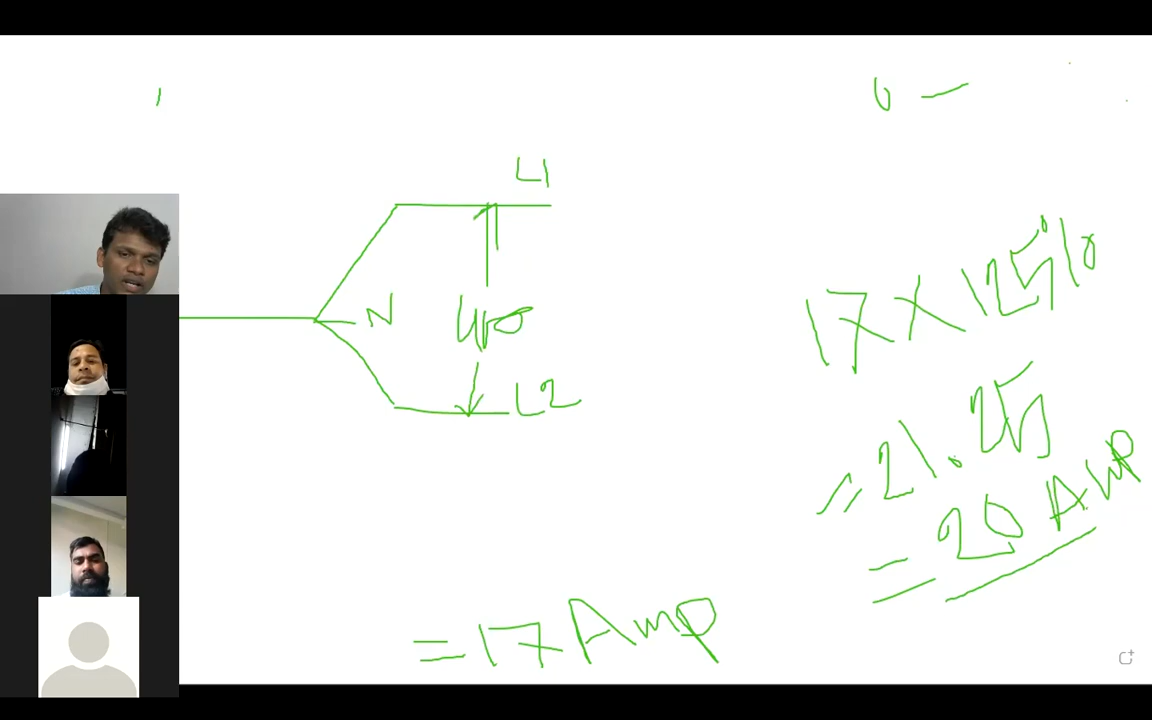 L1
N
400
L2
= 17 Amp
17 x 125%
= 21.25
= 20 Amp